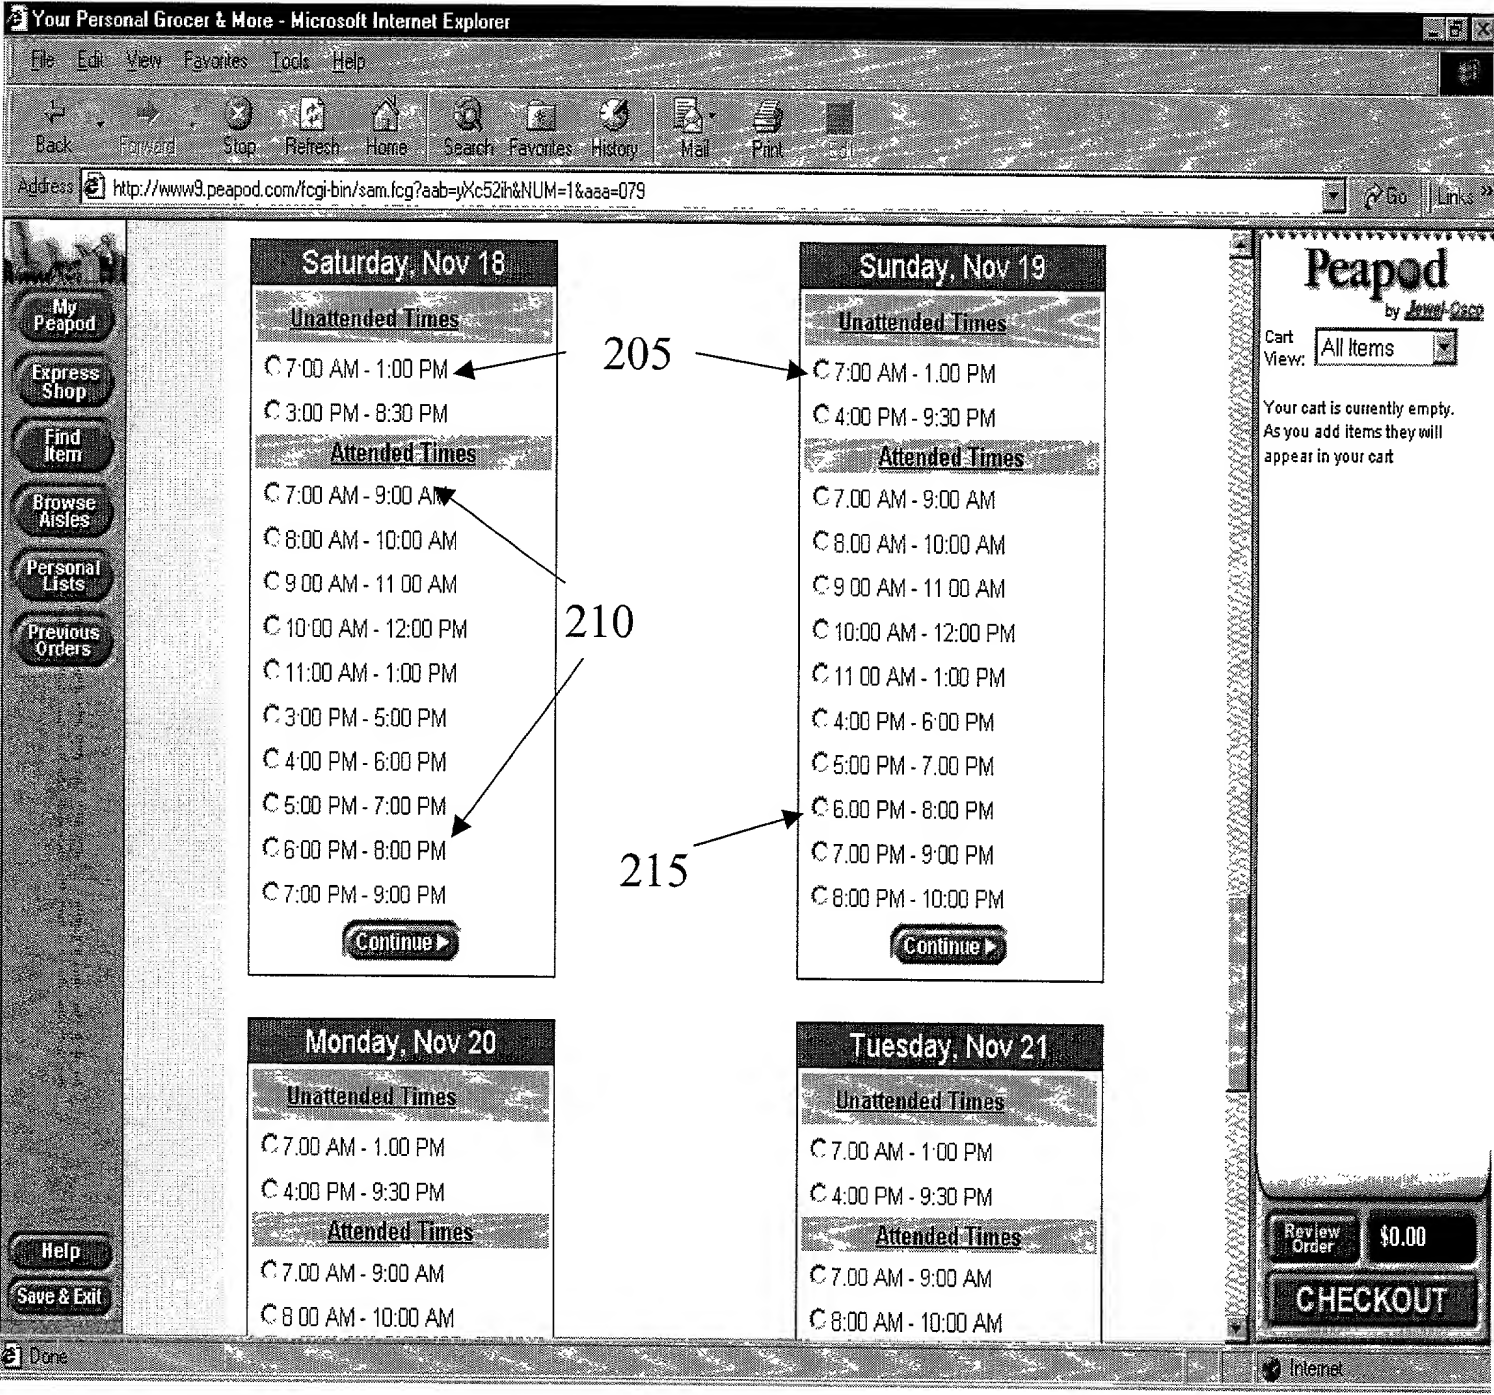 Your Personal Grocer & More - Microsoft Internet Explorer
File Edit View Favorites Tools Help
Back Forward Stop Refresh Home Search Favorites History Mail Print Edit
Address http://www9.peapod.com/fcgi-bin/sam.fcg?aab=yXc52ih&NUM=1&aaa=079 Go Links »
My
Peapod
Express
Shop
Find
Item
Browse
Aisles
Personal
Lists
Previous
Orders
Help
Save & Exit
Saturday, Nov 18
Unattended Times
7:00 AM - 1:00 PM
3:00 PM - 8:30 PM
Attended Times
7:00 AM - 9:00 AM
8:00 AM - 10:00 AM
9 00 AM - 11 00 AM
10:00 AM - 12:00 PM
11:00 AM - 1:00 PM
3:00 PM - 5:00 PM
4:00 PM - 6:00 PM
5:00 PM - 7:00 PM
6:00 PM - 8:00 PM
7:00 PM - 9:00 PM
Continue
205
210
215
Sunday, Nov 19
Unattended Times
7:00 AM - 1.00 PM
4:00 PM - 9:30 PM
Attended Times
7.00 AM - 9:00 AM
8.00 AM - 10:00 AM
9 00 AM - 11 00 AM
10:00 AM - 12:00 PM
11 00 AM - 1:00 PM
4:00 PM - 6:00 PM
5:00 PM - 7.00 PM
6.00 PM - 8:00 PM
7.00 PM - 9:00 PM
8:00 PM - 10:00 PM
Continue
Monday, Nov 20
Unattended Times
7.00 AM - 1.00 PM
4:00 PM - 9:30 PM
Attended Times
7.00 AM - 9:00 AM
8 00 AM - 10:00 AM
Tuesday, Nov 21
Unattended Times
7.00 AM - 1:00 PM
4:00 PM - 9:30 PM
Attended Times
7.00 AM - 9:00 AM
8:00 AM - 10:00 AM
Peapod
by Jewel-Osco
Cart
View: All Items
Your cart is currently empty.
As you add items they will
appear in your cart
Review
Order $0.00
CHECKOUT
Done Internet